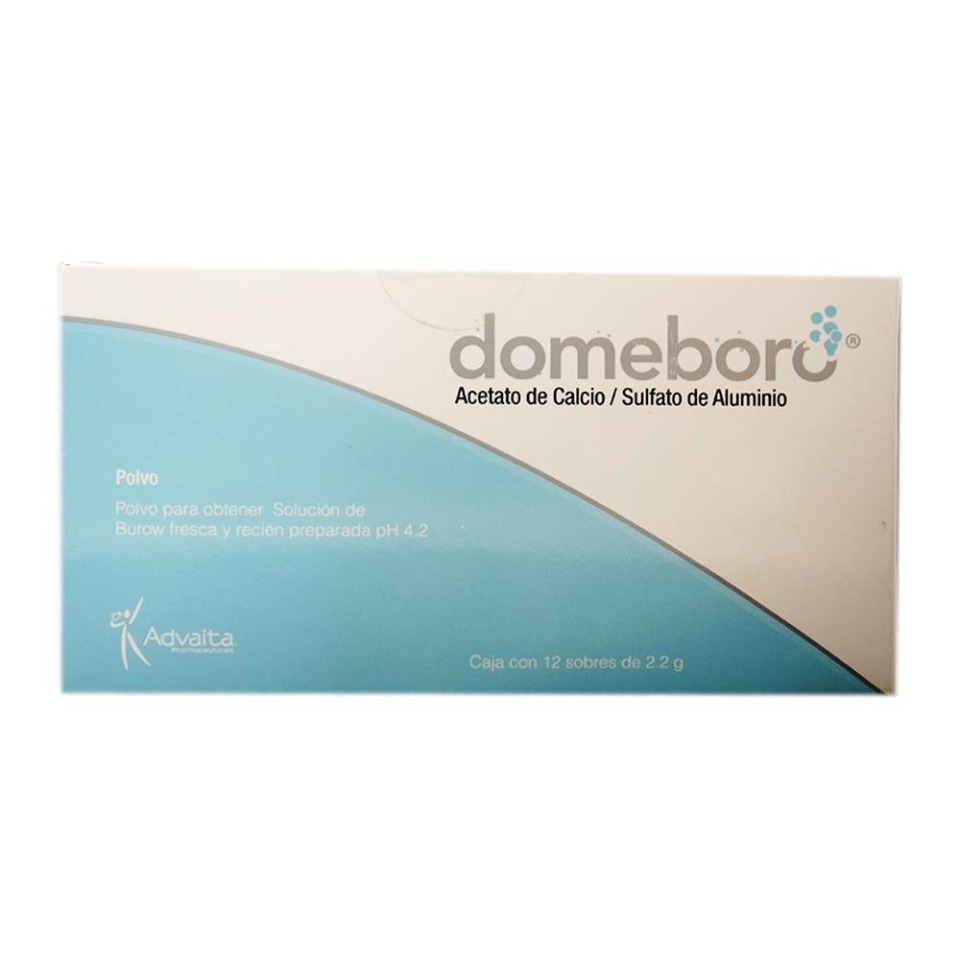 domeboro®
Acetato de Calcio / Sulfato de Aluminio
Polvo
Polvo para obtener Solución de
Burow fresca y recién preparada pH 4.2
Advaita
Pharmaceuticals
Caja con 12 sobres de 2.2 g